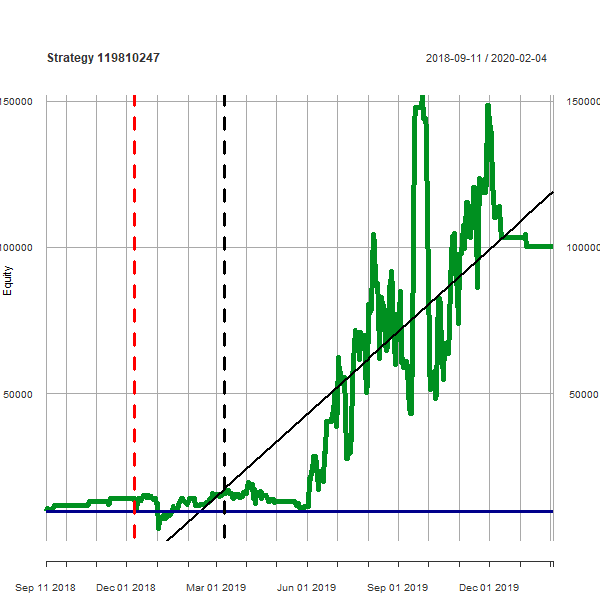 Strategy 119810247 2018-09-11 / 2020-02-04
150000 150000
100000 100000
Equity
50000 50000
Sep 11 2018 Dec 01 2018 Mar 01 2019 Jun 01 2019 Sep 01 2019 Dec 01 2019